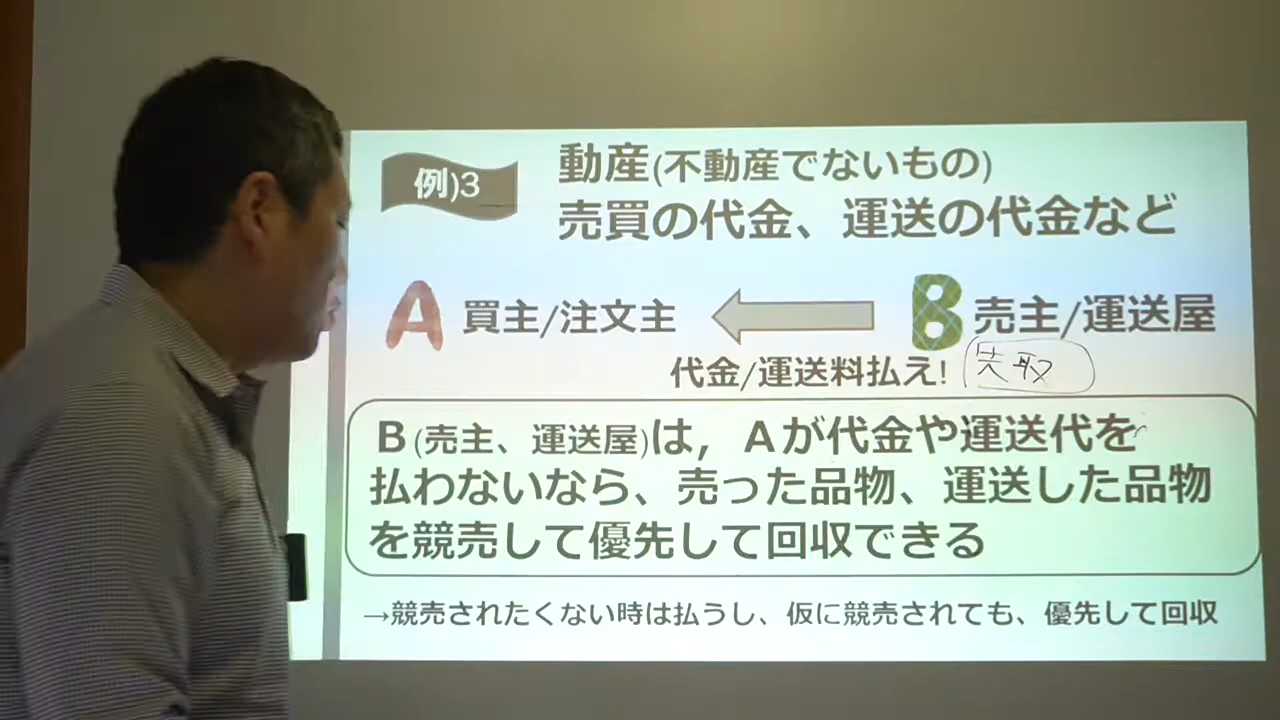 例)3
動産(不動産でないもの)
売買の代金、運送の代金など
A 買主/注文主
B 売主/運送屋
代金/運送料払え!
先取
B(売主、運送屋)は，Aが代金や運送代を
払わないなら、売った品物、運送した品物
を競売して優先して回収できる
→競売されたくない時は払うし、仮に競売されても、優先して回収